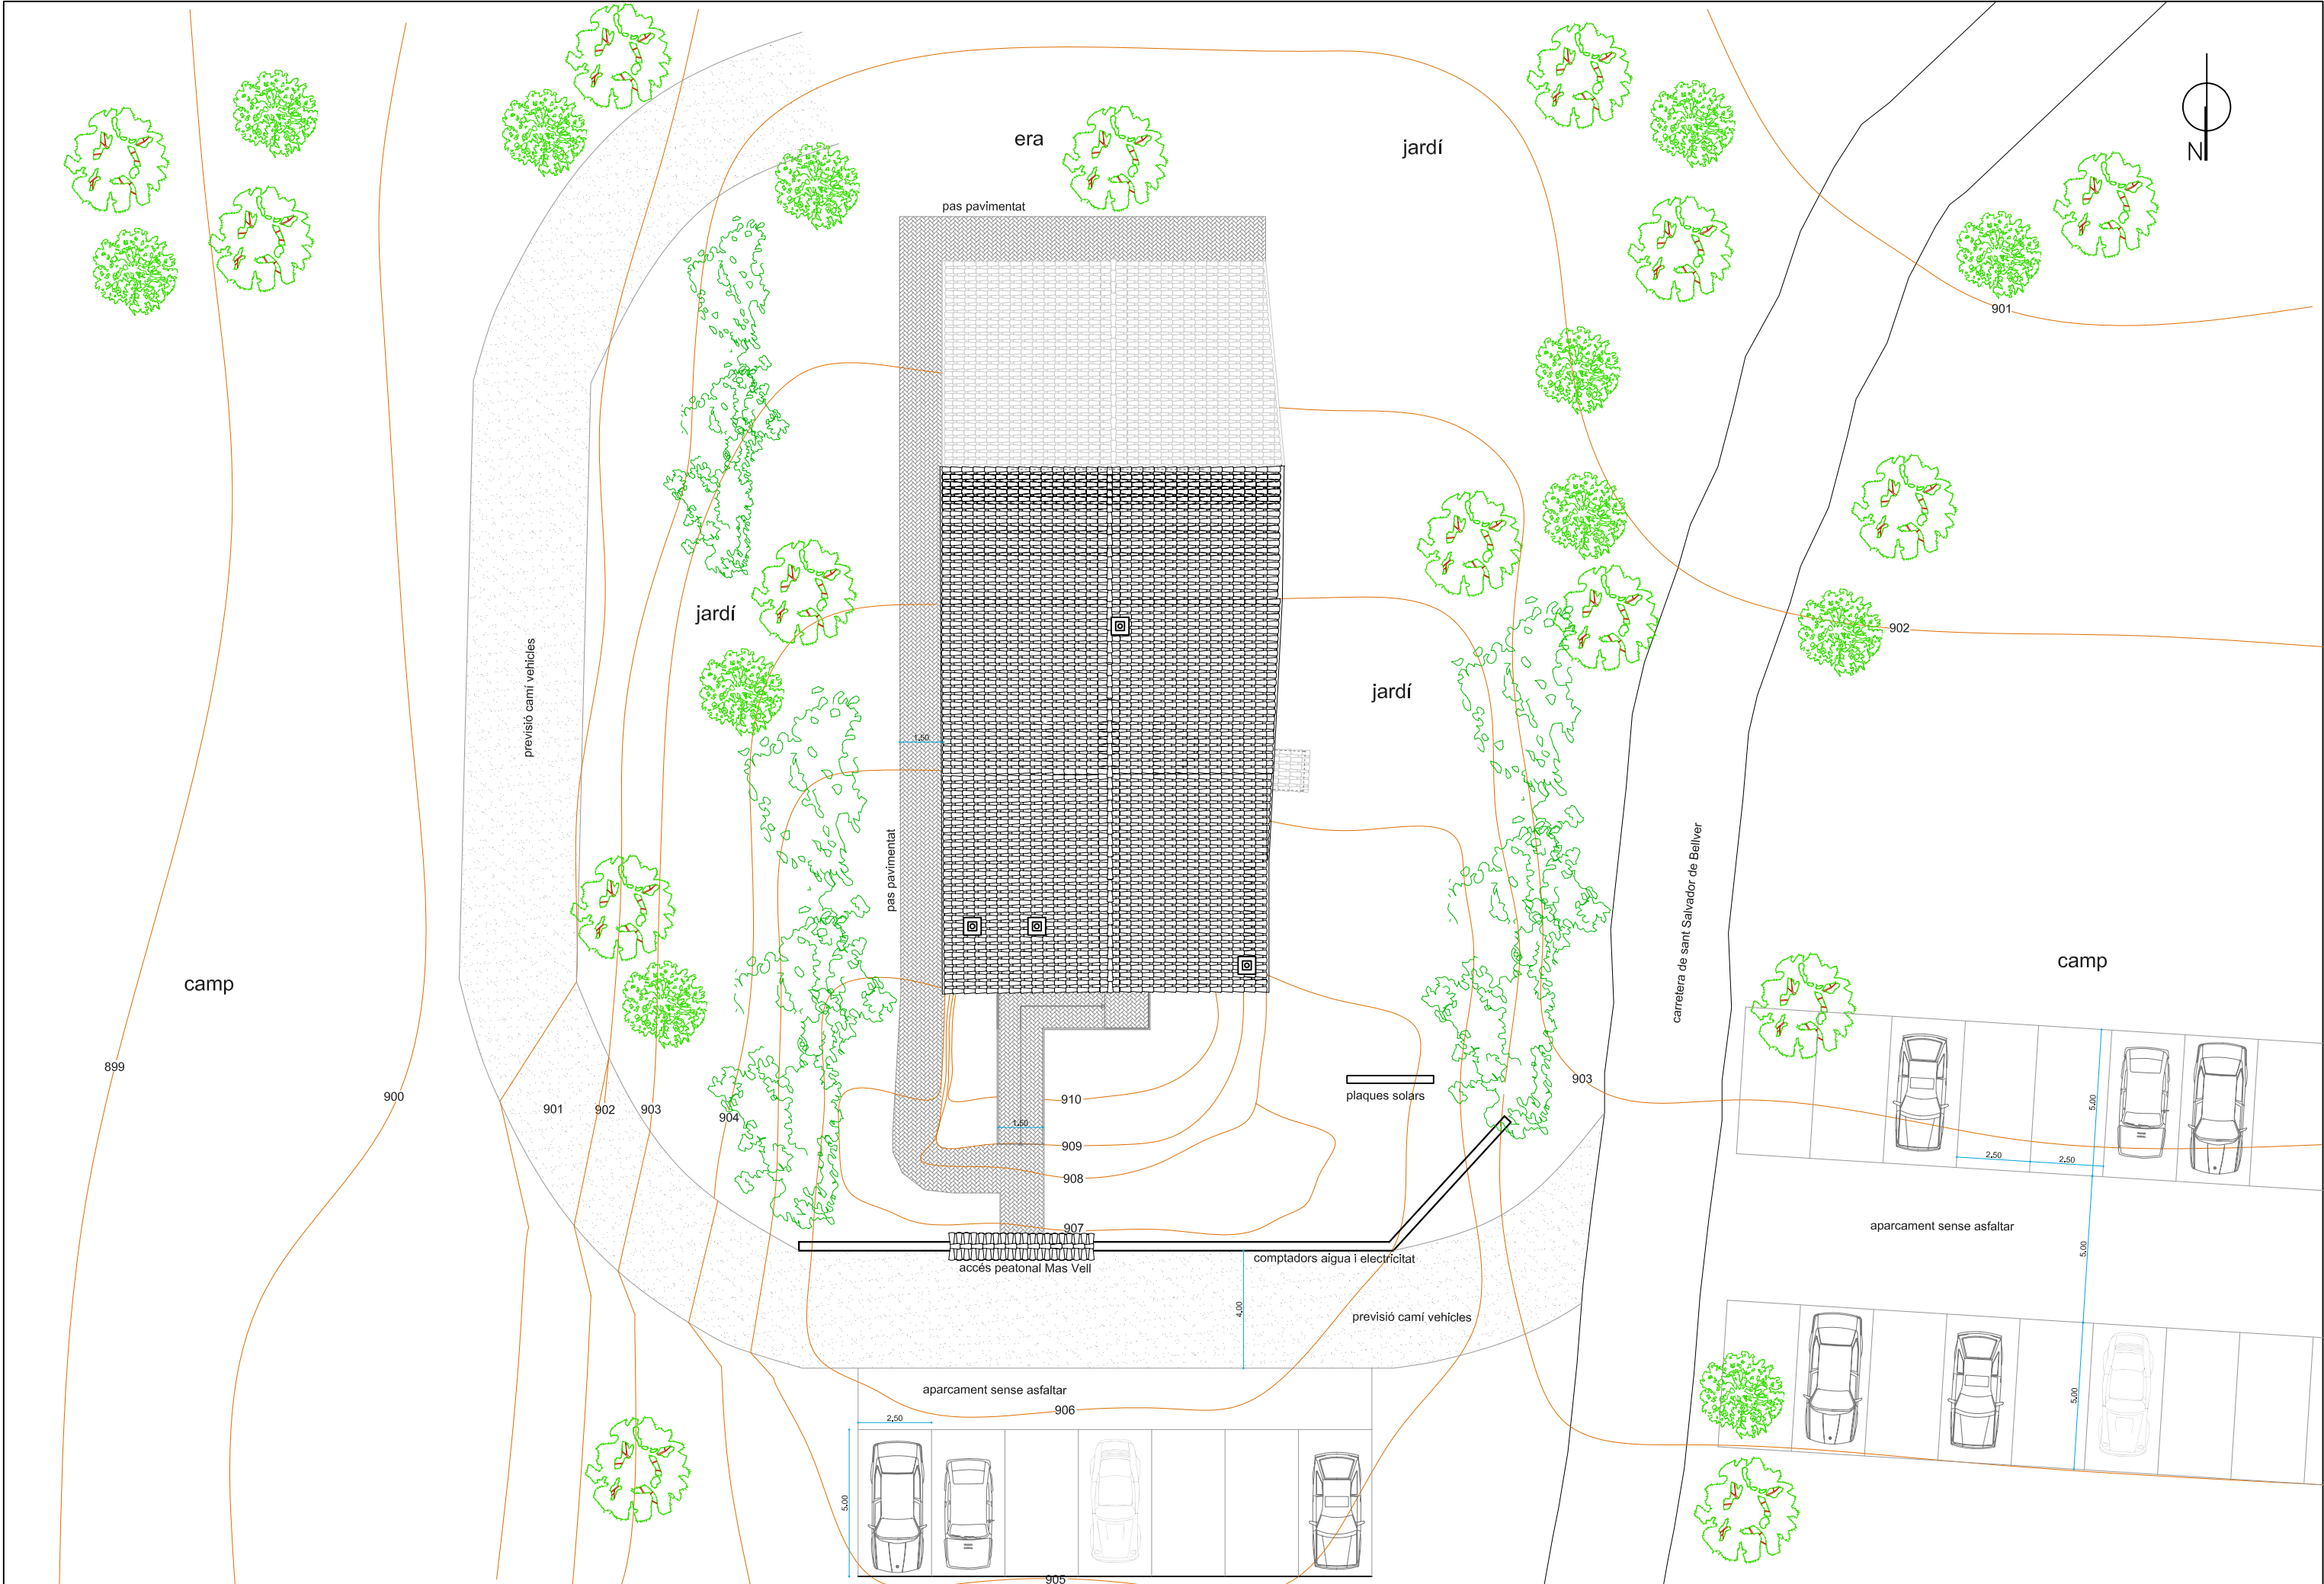 era
jardí
N
pas pavimentat
901
jardí
previsió camí vehicles
902
jardí
1,50
pas pavimentat
carretera de sant Salvador de Bellver
camp
camp
899
900
901
902
903
904
910
1,50
909
908
907
plaques solars
903
5,00
2,50
2,50
aparcament sense asfaltar
5,00
accés peatonal Mas Vell
comptadors aigua i electricitat
4,00
previsió camí vehicles
aparcament sense asfaltar
906
2,50
5,00
5,00
905